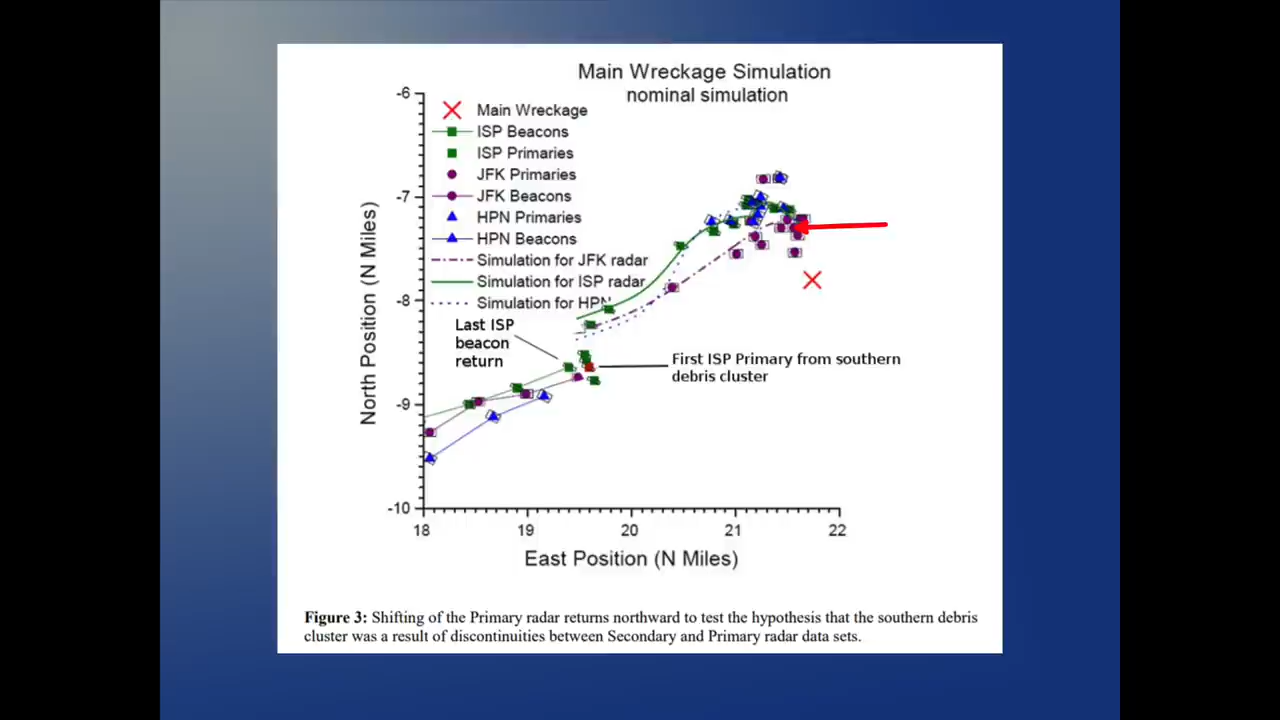 Main Wreckage Simulation
nominal simulation
-6
-7
-8
-9
-10
North Position (N Miles)
Main Wreckage
ISP Beacons
ISP Primaries
JFK Primaries
JFK Beacons
HPN Primaries
HPN Beacons
Simulation for JFK radar
Simulation for ISP radar
Simulation for HPN
Last ISP
beacon
return
First ISP Primary from southern
debris cluster
18
19
20
21
22
East Position (N Miles)
Figure 3: Shifting of the Primary radar returns northward to test the hypothesis that the southern debris
cluster was a result of discontinuities between Secondary and Primary radar data sets.